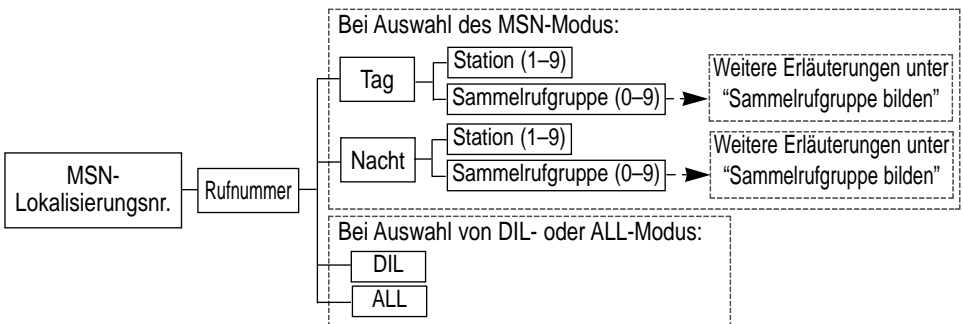 Bei Auswahl des MSN-Modus:
Tag
Station (1–9)
Sammelrufgruppe (0–9)
Weitere Erläuterungen unter
“Sammelrufgruppe bilden”
Nacht
Station (1–9)
Sammelrufgruppe (0–9)
Weitere Erläuterungen unter
“Sammelrufgruppe bilden”
MSN-
Lokalisierungsnr.
Rufnummer
Bei Auswahl von DIL- oder ALL-Modus:
DIL
ALL